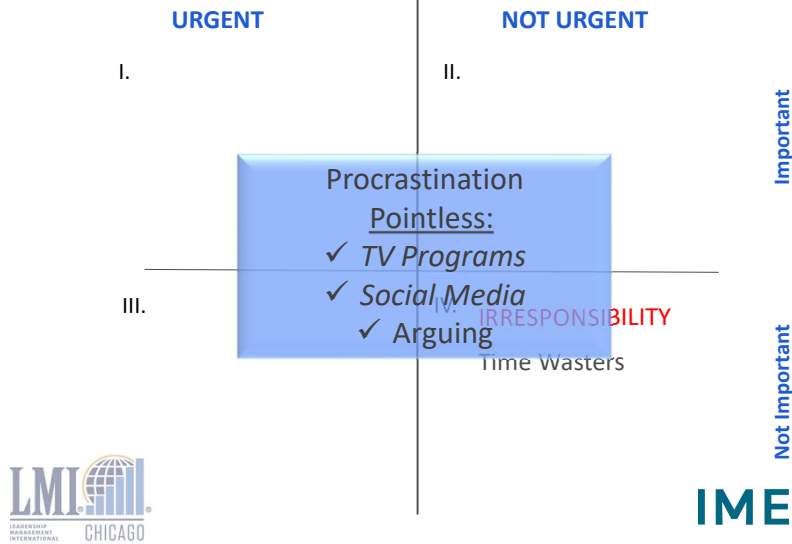 URGENT
NOT URGENT
I.
II.
Important
Procrastination
Pointless:
✓ TV Programs
✓ Social Media
✓ Arguing
III.
IV.
IRRESPONSIBILITY
Time Wasters
Not Important
LMI
LEADERSHIP
MANAGEMENT
INTERNATIONAL
CHICAGO
IME